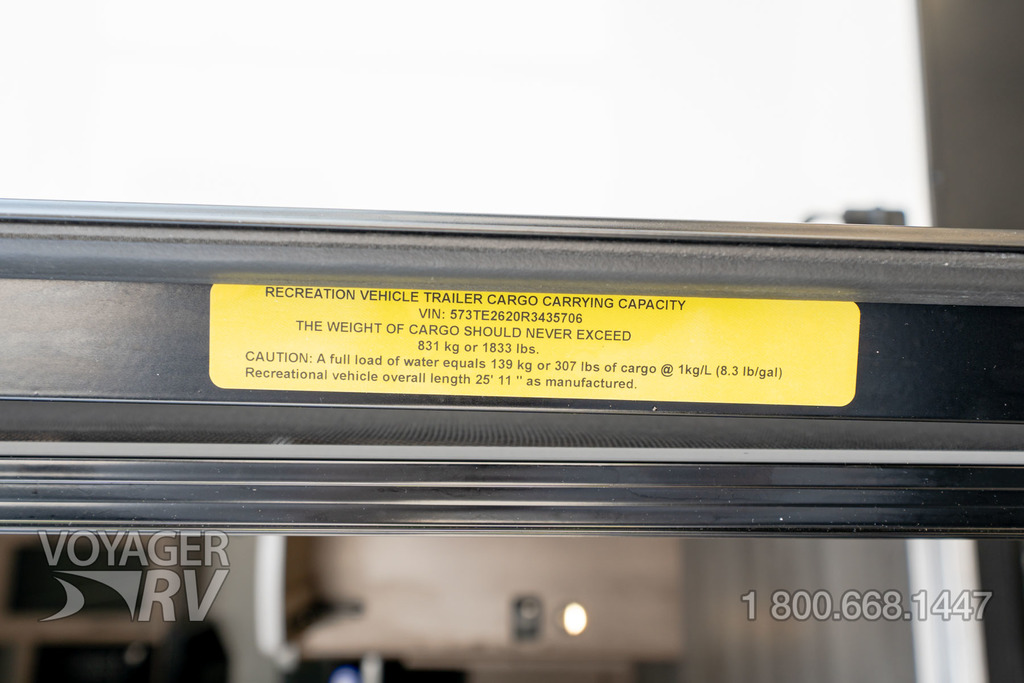 RECREATION VEHICLE TRAILER CARGO CARRYING CAPACITY
VIN: 573TE2620R3435706
THE WEIGHT OF CARGO SHOULD NEVER EXCEED
831 kg or 1833 lbs.
CAUTION: A full load of water equals 139 kg or 307 lbs of cargo @ 1kg/L (8.3 lb/gal)
Recreational vehicle overall length 25' 11 " as manufactured.
VOYAGER
RV
1 800.668.1447